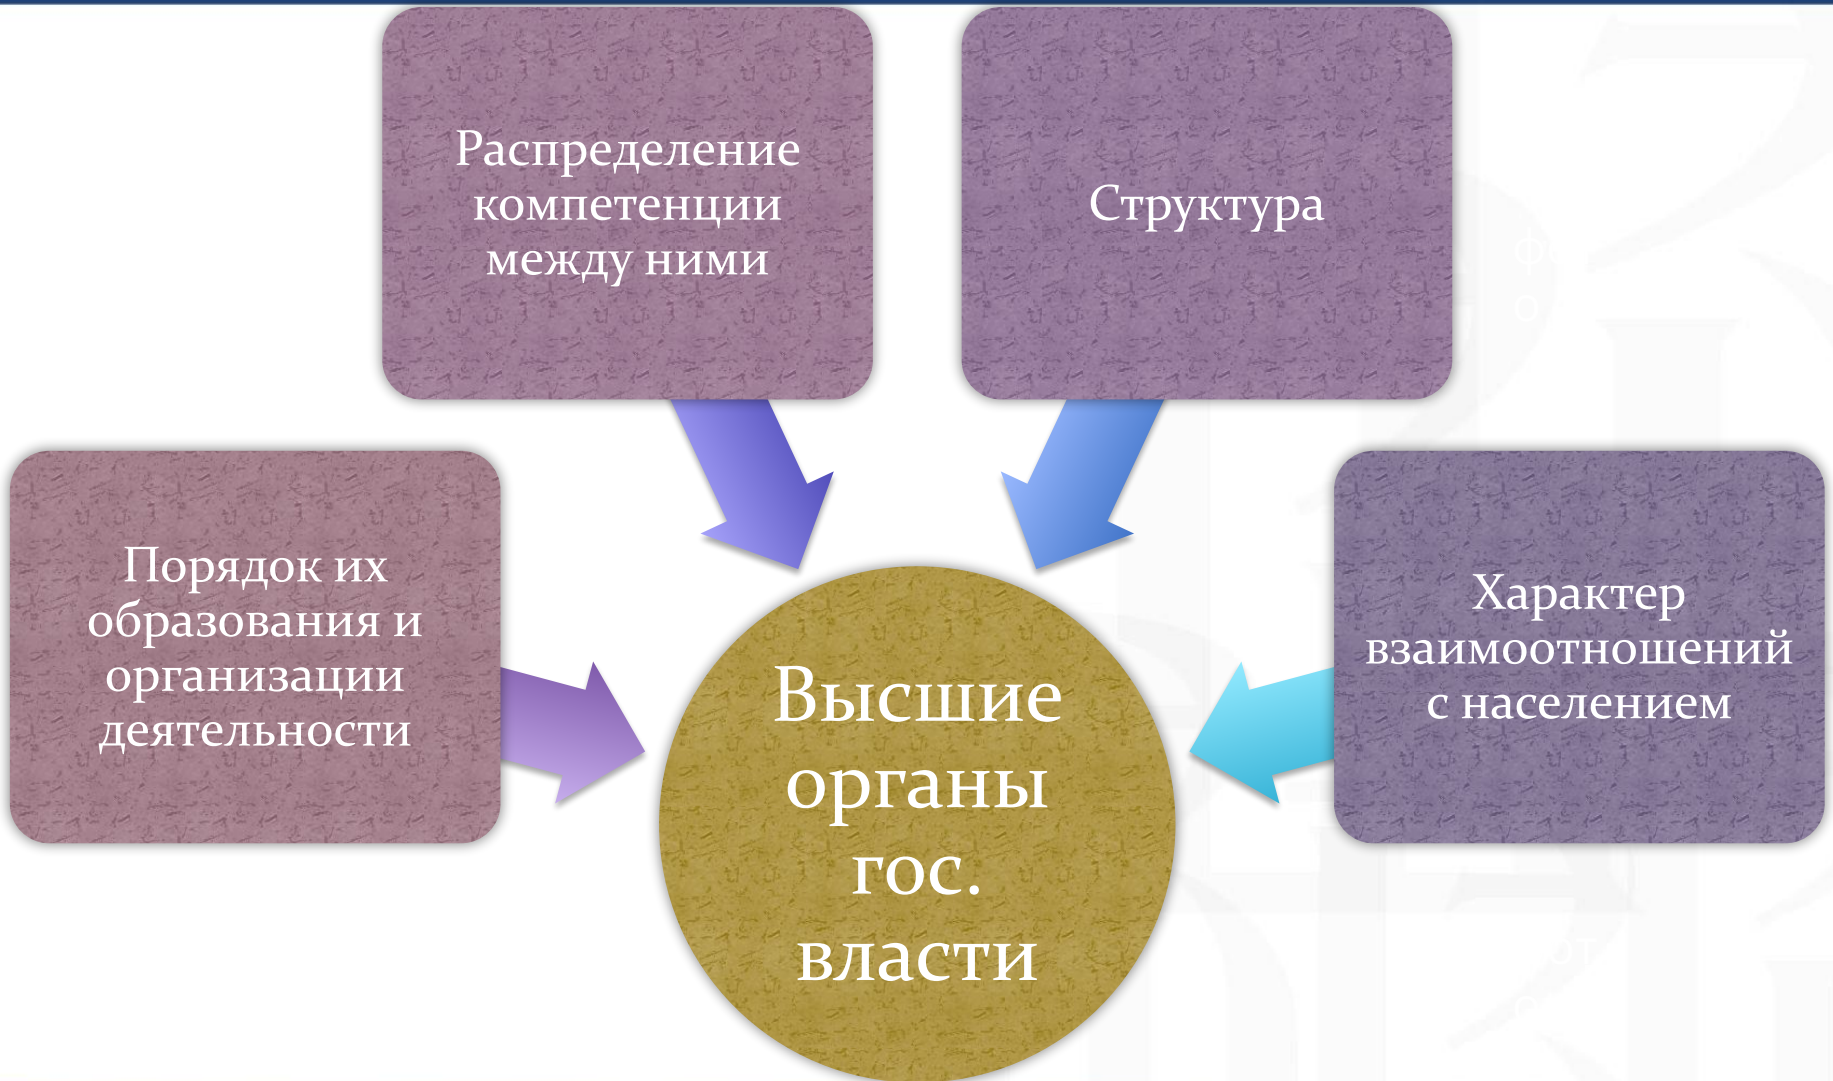 Распределение
компетенции
между ними
Структура
Порядок их
образования и
организации
деятельности
Характер
взаимоотношений
с населением
Высшие
органы
гос.
власти